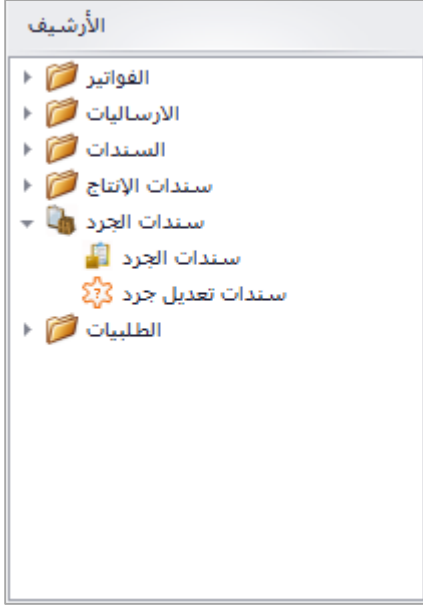 الأرشيف
الفواتير
الارساليات
السندات
سندات الإنتاج
سندات الجرد
سندات الجرد
سندات تعديل جرد
الطلبيات